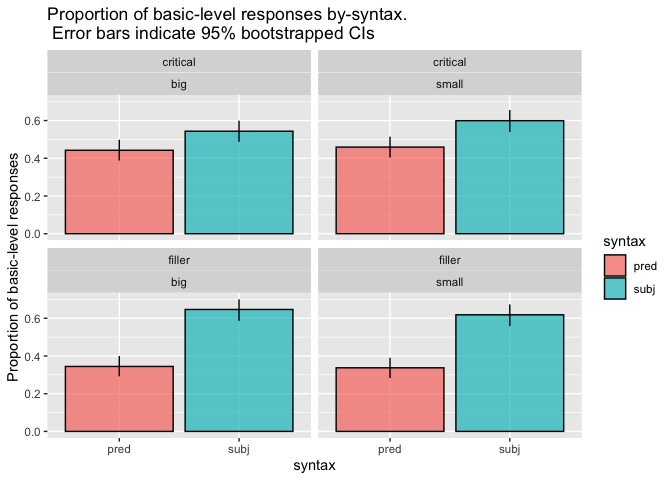 Proportion of basic-level responses by-syntax.
Error bars indicate 95% bootstrapped CIs
critical
big
critical
small
0.6
0.4
0.2
0.0
filler
big
filler
small
0.6
0.4
0.2
0.0
pred
subj
pred
subj
syntax
Proportion of basic-level responses
syntax
pred
subj